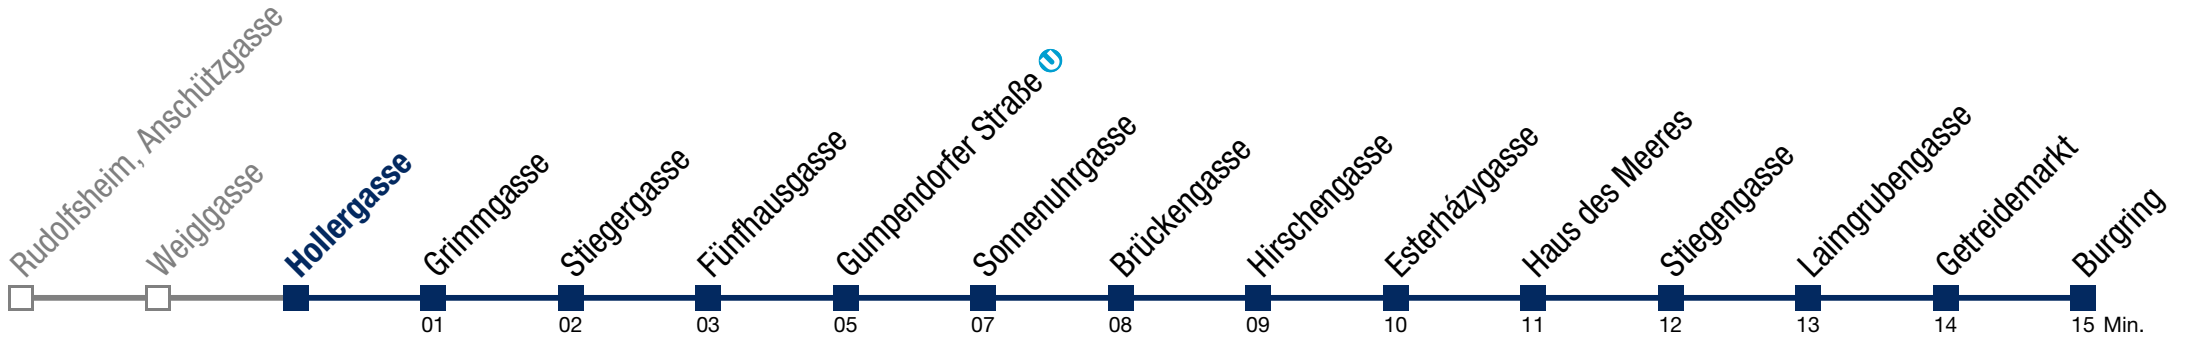 Rudolfsheim, Anschützgasse
Weiglgasse
Hollergasse
Grimmgasse
Stiegergasse
Fünfhausgasse
Gumpendorfer Straße U
Sonnenuhrgasse
Brückengasse
Hirschengasse
Esterházygasse
Haus des Meeres
Stiegengasse
Laimgrubengasse
Getreidemarkt
Burgring
01 02 03 05 07 08 09 10 11 12 13 14 15 Min.